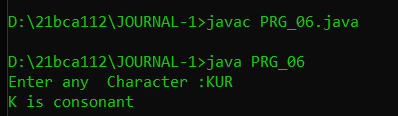 D:\21bca112\JOURNAL-1>javac PRG_06.java
D:\21bca112\JOURNAL-1>java PRG_06
Enter any  Character :KUR
K is consonant